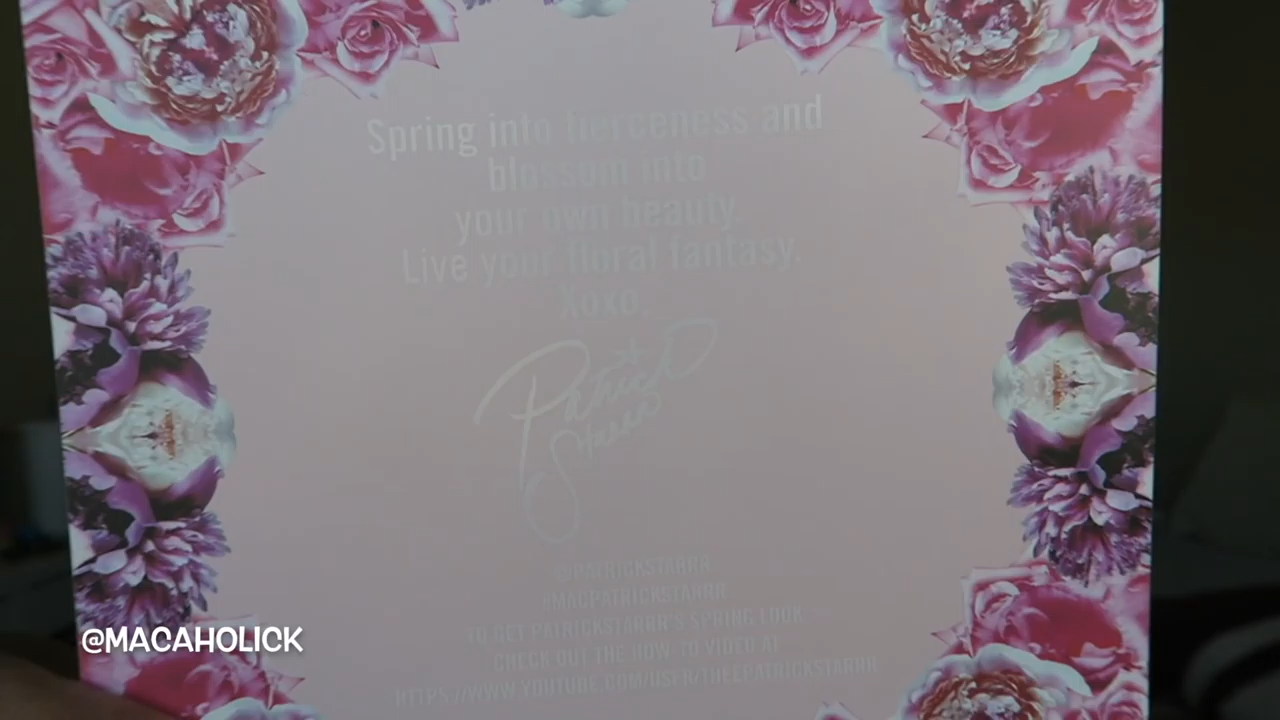 Spring into fierceness and
blossom into
your own beauty.
Live your floral fantasy.
Xoxo,
Patrick
Starrr
@PATRICKSTARRR
#MACPATRICKSTARRR
TO GET PATRICKSTARRR'S SPRING LOOK
CHECK OUT THE HOW-TO VIDEO AT
HTTPS://WWW.YOUTUBE.COM/USER/THEEPATRICKSTARRR
@MACAHOLICK